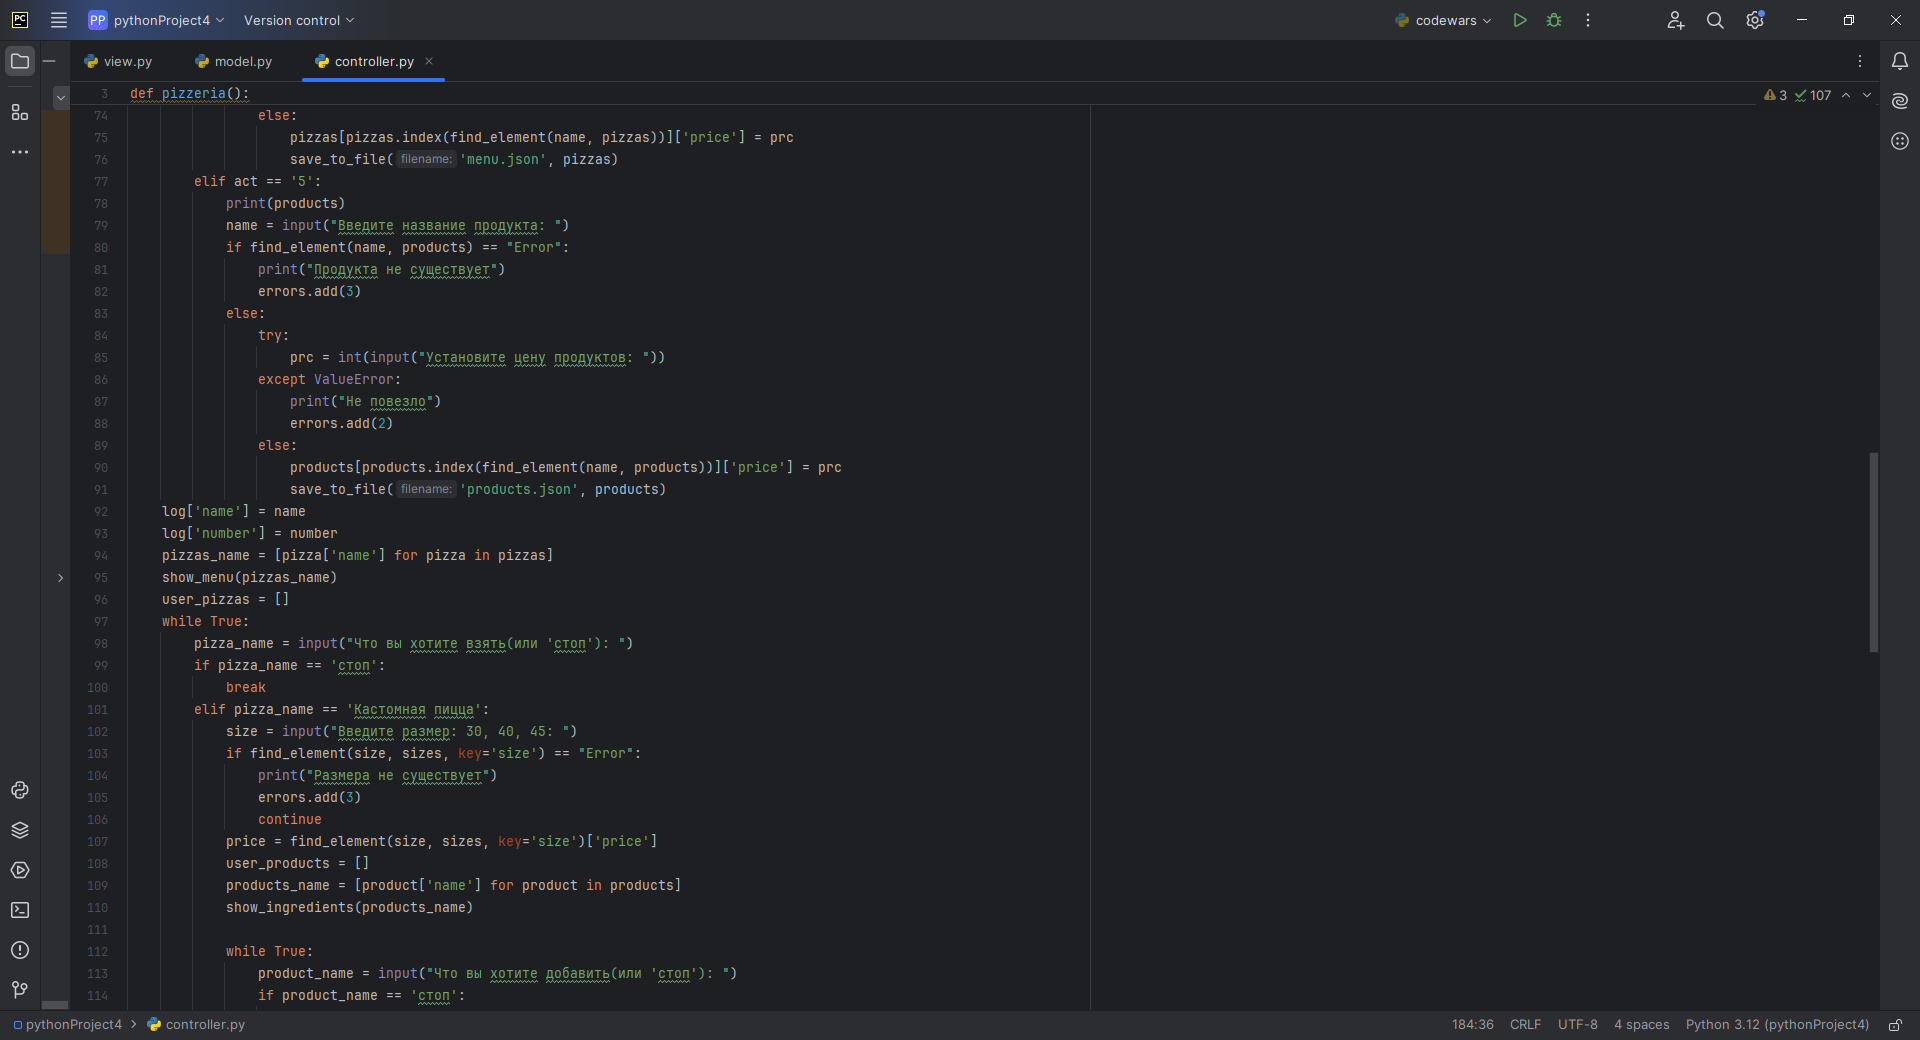 PC PP pythonProject4 Version control codewars
view.py model.py controller.py
3 def pizzeria(): 3 107
74 else:
75 pizzas[pizzas.index(find_element(name, pizzas))]['price'] = prc
76 save_to_file( filename: 'menu.json', pizzas)
77 elif act == '5':
78 print(products)
79 name = input("Введите название продукта: ")
80 if find_element(name, products) == "Error":
81 print("Продукта не существует")
82 errors.add(3)
83 else:
84 try:
85 prc = int(input("Установите цену продуктов: "))
86 except ValueError:
87 print("Не повезло")
88 errors.add(2)
89 else:
90 products[products.index(find_element(name, products))]['price'] = prc
91 save_to_file( filename: 'products.json', products)
92 log['name'] = name
93 log['number'] = number
94 pizzas_name = [pizza['name'] for pizza in pizzas]
95 show_menu(pizzas_name)
96 user_pizzas = []
97 while True:
98 pizza_name = input("Что вы хотите взять(или 'стоп'): ")
99 if pizza_name == 'стоп':
100 break
101 elif pizza_name == 'Кастомная пицца':
102 size = input("Введите размер: 30, 40, 45: ")
103 if find_element(size, sizes, key='size') == "Error":
104 print("Размера не существует")
105 errors.add(3)
106 continue
107 price = find_element(size, sizes, key='size')['price']
108 user_products = []
109 products_name = [product['name'] for product in products]
110 show_ingredients(products_name)
111
112 while True:
113 product_name = input("Что вы хотите добавить(или 'стоп'): ")
114 if product_name == 'стоп':
pythonProject4 controller.py 184:36 CRLF UTF-8 4 spaces Python 3.12 (pythonProject4)